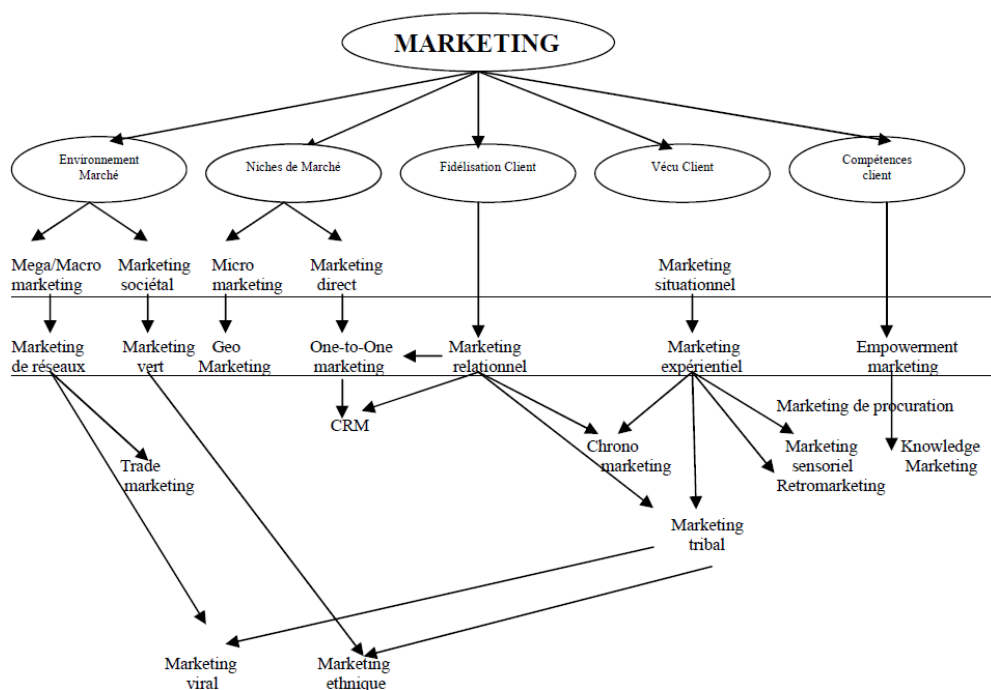 MARKETING
Environnement
Marché
Niches de Marché
Fidélisation Client
Vécu Client
Compétences
client
Mega/Macro
marketing
Marketing
sociétal
Micro
marketing
Marketing
direct
Marketing
situationnel
Marketing
de réseaux
Marketing
vert
Geo
Marketing
One-to-One
marketing
Marketing
relationnel
Marketing
expérientiel
Empowerment
marketing
CRM
Marketing de procuration
Trade
marketing
Chrono
marketing
Marketing
sensoriel
Retromarketing
Knowledge
Marketing
Marketing
tribal
Marketing
viral
Marketing
ethnique